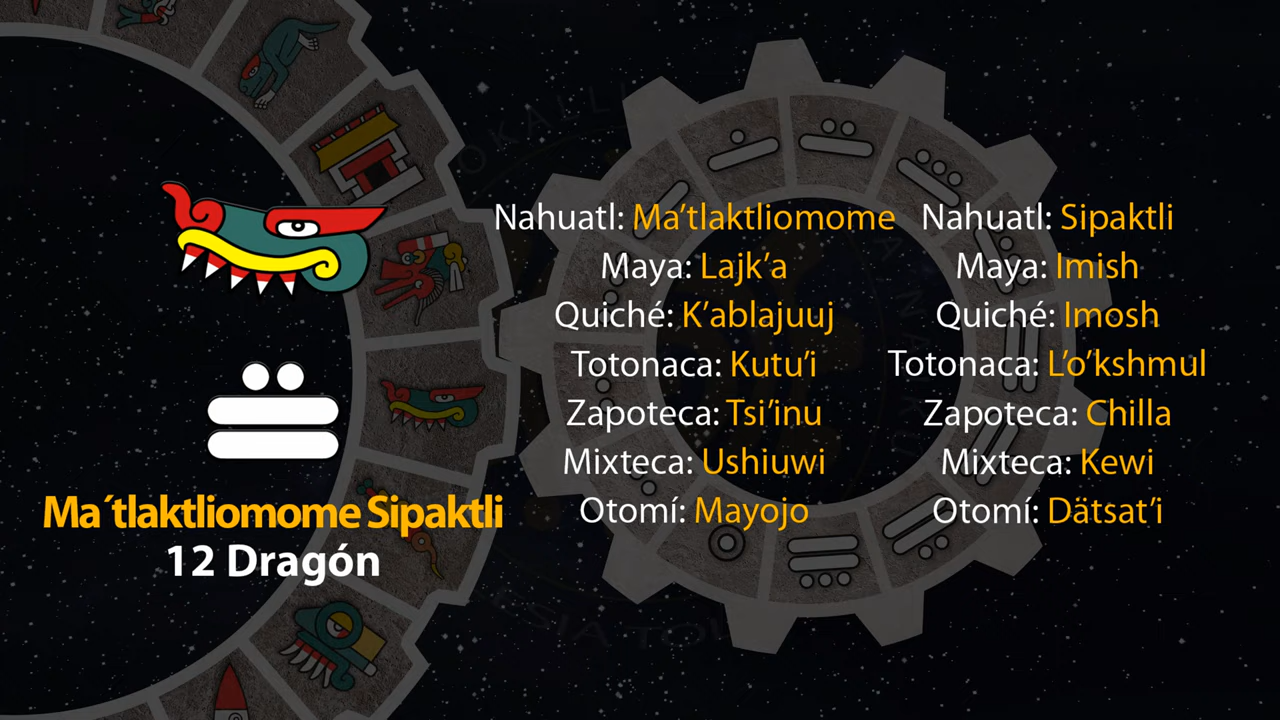 Nahuatl: Ma’tlaktliomome
Maya: Lajk’a
Quiché: K’ablajuuj
Totonaca: Kutu’i
Zapoteca: Tsi’inu
Mixteca: Ushiuwi
Otomí: Mayojo
Nahuatl: Sipaktli
Maya: Imish
Quiché: Imosh
Totonaca: L’o’kshmul
Zapoteca: Chilla
Mixteca: Kewi
Otomí: Dätsat’i
Ma´tlaktliomome Sipaktli
12 Dragón